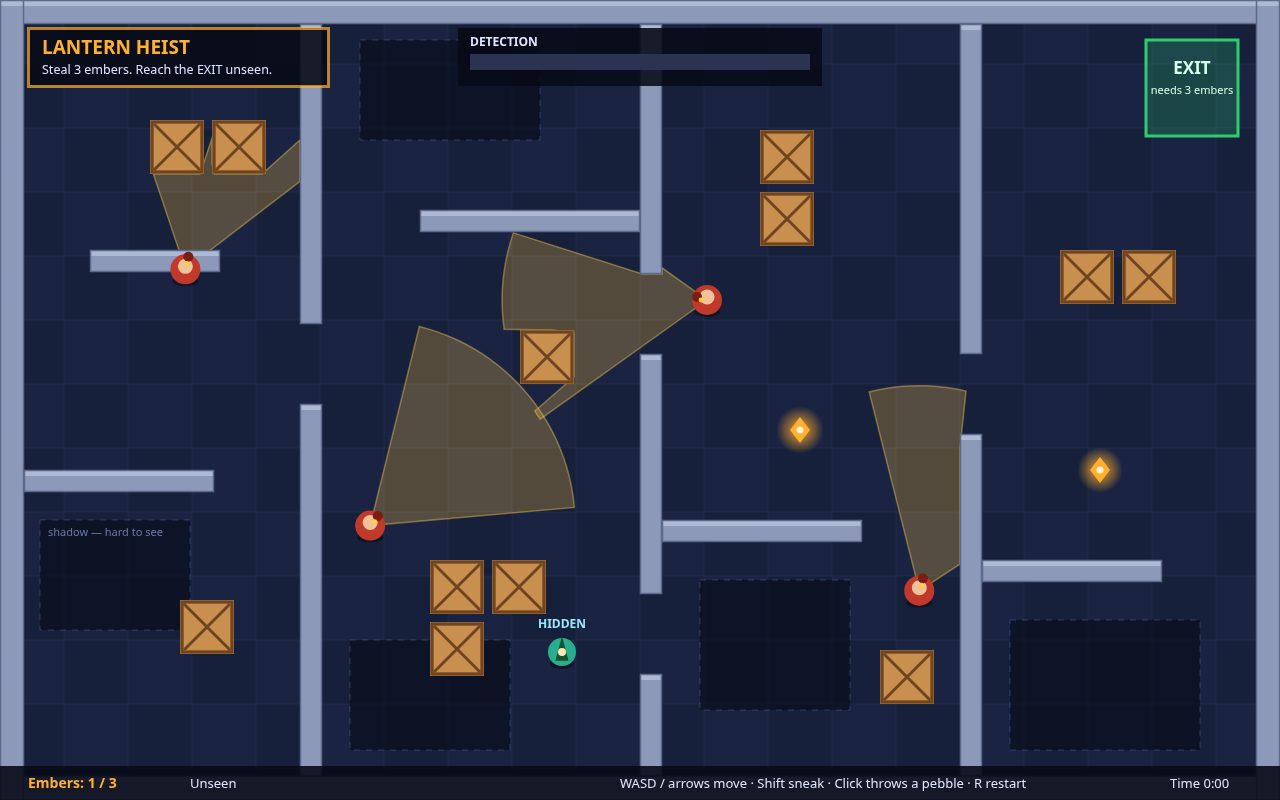 LANTERN HEIST
Steal 3 embers. Reach the EXIT unseen.
DETECTION
EXIT
needs 3 embers
shadow — hard to see
HIDDEN
Embers: 1 / 3
Unseen
WASD / arrows move · Shift sneak · Click throws a pebble · R restart
Time 0:00